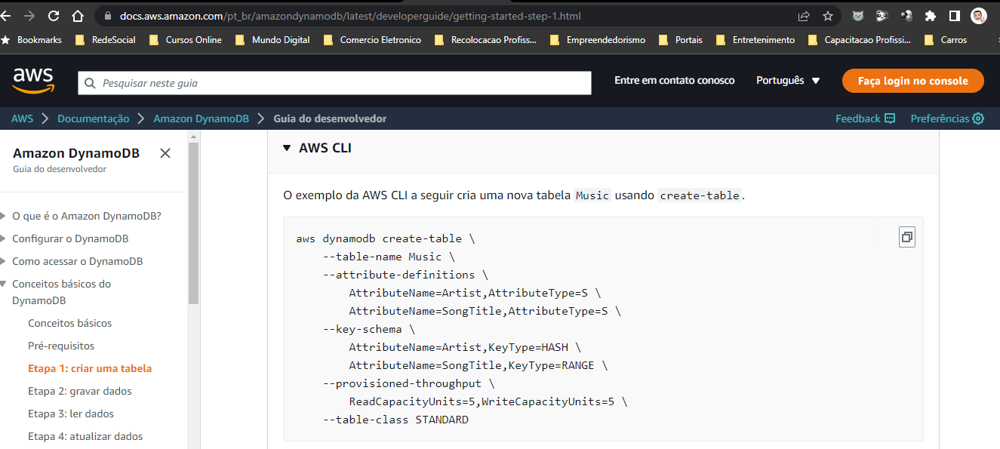 docs.aws.amazon.com/pt_br/amazondynamodb/latest/developerguide/getting-started-step-1.html
Bookmarks RedeSocial Cursos Online Mundo Digital Comercio Eletronico Recolocacao Profiss... Empreendedorismo Portais Entretenimento Capacitacao Profissi... Carros
aws Pesquisar neste guia Entre em contato conosco Português Faça login no console
AWS Documentação Amazon DynamoDB Guia do desenvolvedor Feedback Preferências
Amazon DynamoDB
Guia do desenvolvedor
O que é o Amazon DynamoDB?
Configurar o DynamoDB
Como acessar o DynamoDB
Conceitos básicos do
DynamoDB
Conceitos básicos
Pré-requisitos
Etapa 1: criar uma tabela
Etapa 2: gravar dados
Etapa 3: ler dados
Etapa 4: atualizar dados
AWS CLI
O exemplo da AWS CLI a seguir cria uma nova tabela Music usando create-table.
aws dynamodb create-table \
--table-name Music \
--attribute-definitions \
AttributeName=Artist,AttributeType=S \
AttributeName=SongTitle,AttributeType=S \
--key-schema \
AttributeName=Artist,KeyType=HASH \
AttributeName=SongTitle,KeyType=RANGE \
--provisioned-throughput \
ReadCapacityUnits=5,WriteCapacityUnits=5 \
--table-class STANDARD